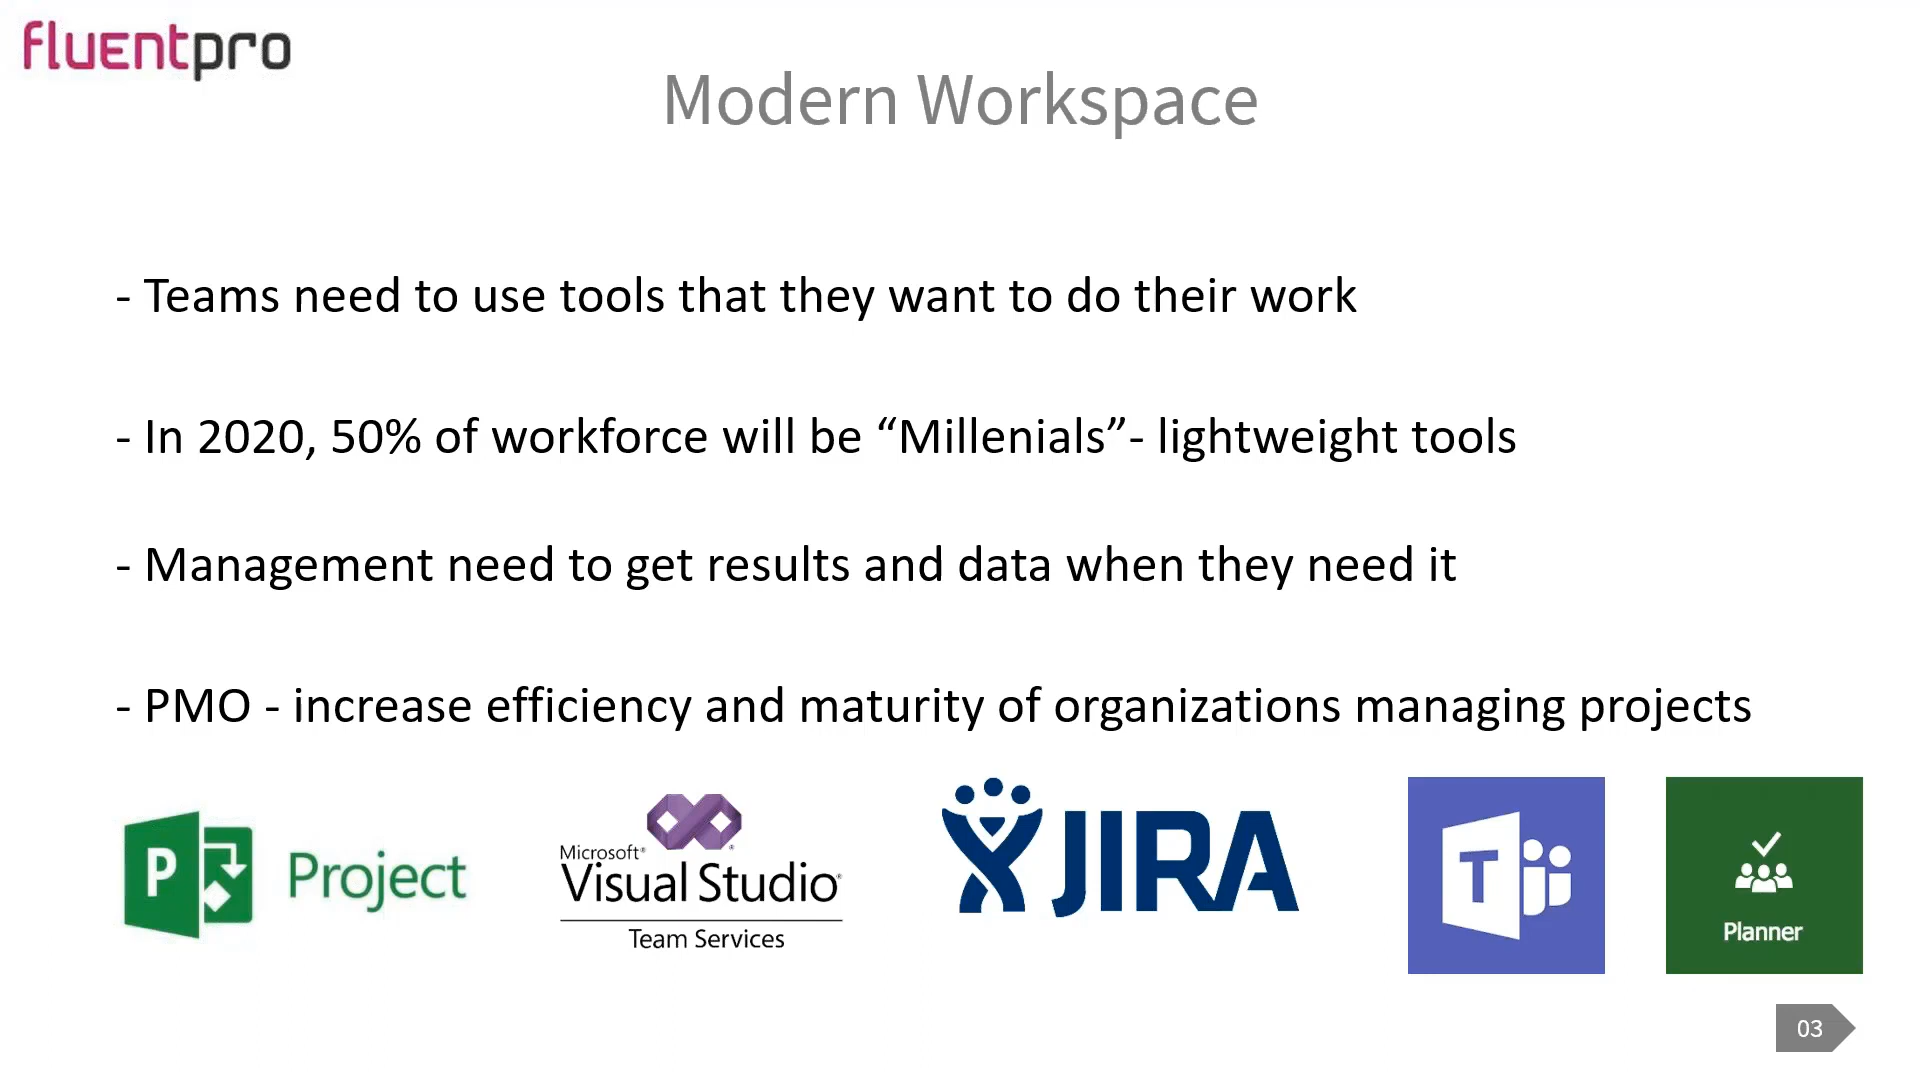 fluentpro
Modern Workspace
- Teams need to use tools that they want to do their work
- In 2020, 50% of workforce will be “Millenials”- lightweight tools
- Management need to get results and data when they need it
- PMO - increase efficiency and maturity of organizations managing projects
P Project
Microsoft®
Visual Studio®
Team Services
JIRA
T
Planner
03